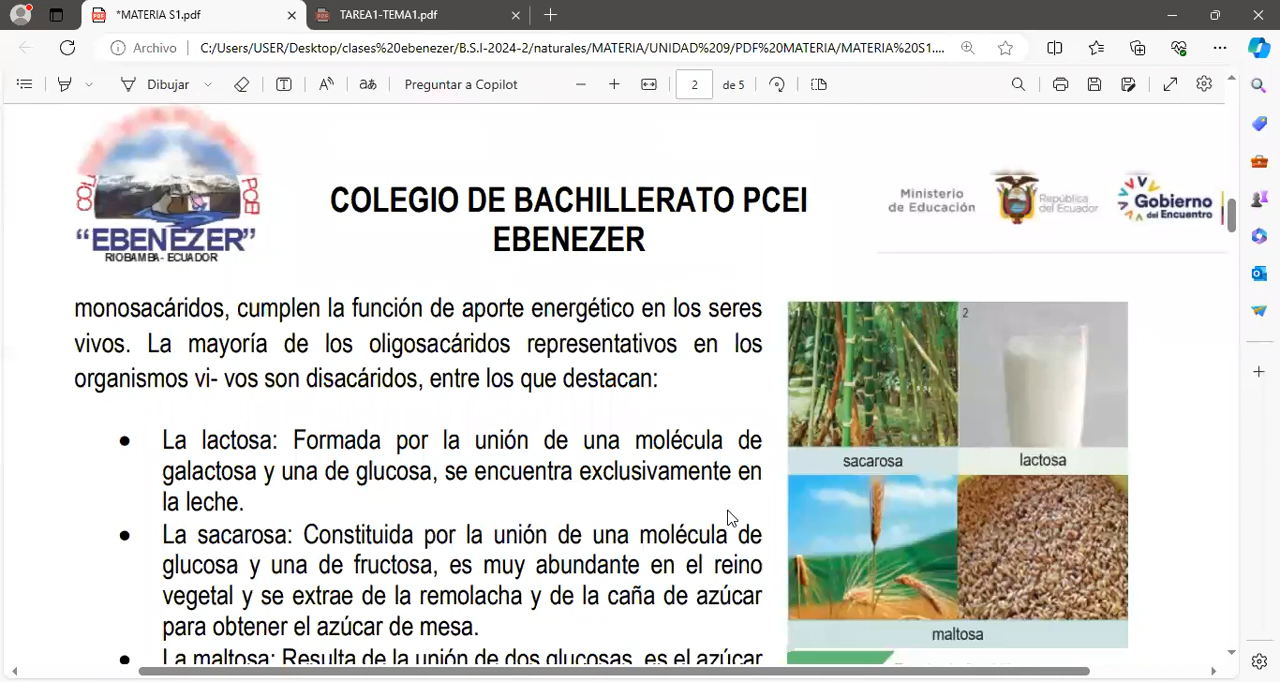 *MATERIA S1.pdf
TAREA1-TEMA1.pdf
Archivo
C:/Users/USER/Desktop/clases%20ebenezer/B.S.I-2024-2/naturales/MATERIA/UNIDAD%209/PDF%20MATERIA/MATERIA%20S1....
Dibujar
aあ
Preguntar a Copilot
2
de 5
COLEGIO DE BACHILLERATO PCEI
EBENEZER
"EBENEZER"
RIOBAMBA - ECUADOR
Ministerio
de Educación
República
del Ecuador
Gobierno
del Encuentro
monosacáridos, cumplen la función de aporte energético en los seres
vivos. La mayoría de los oligosacáridos representativos en los
organismos vi- vos son disacáridos, entre los que destacan:
• La lactosa: Formada por la unión de una molécula de
galactosa y una de glucosa, se encuentra exclusivamente en
la leche.
• La sacarosa: Constituida por la unión de una molécula de
glucosa y una de fructosa, es muy abundante en el reino
vegetal y se extrae de la remolacha y de la caña de azúcar
para obtener el azúcar de mesa.
• La maltosa: Resulta de la unión de dos glucosas, es el azúcar
2
sacarosa
lactosa
maltosa